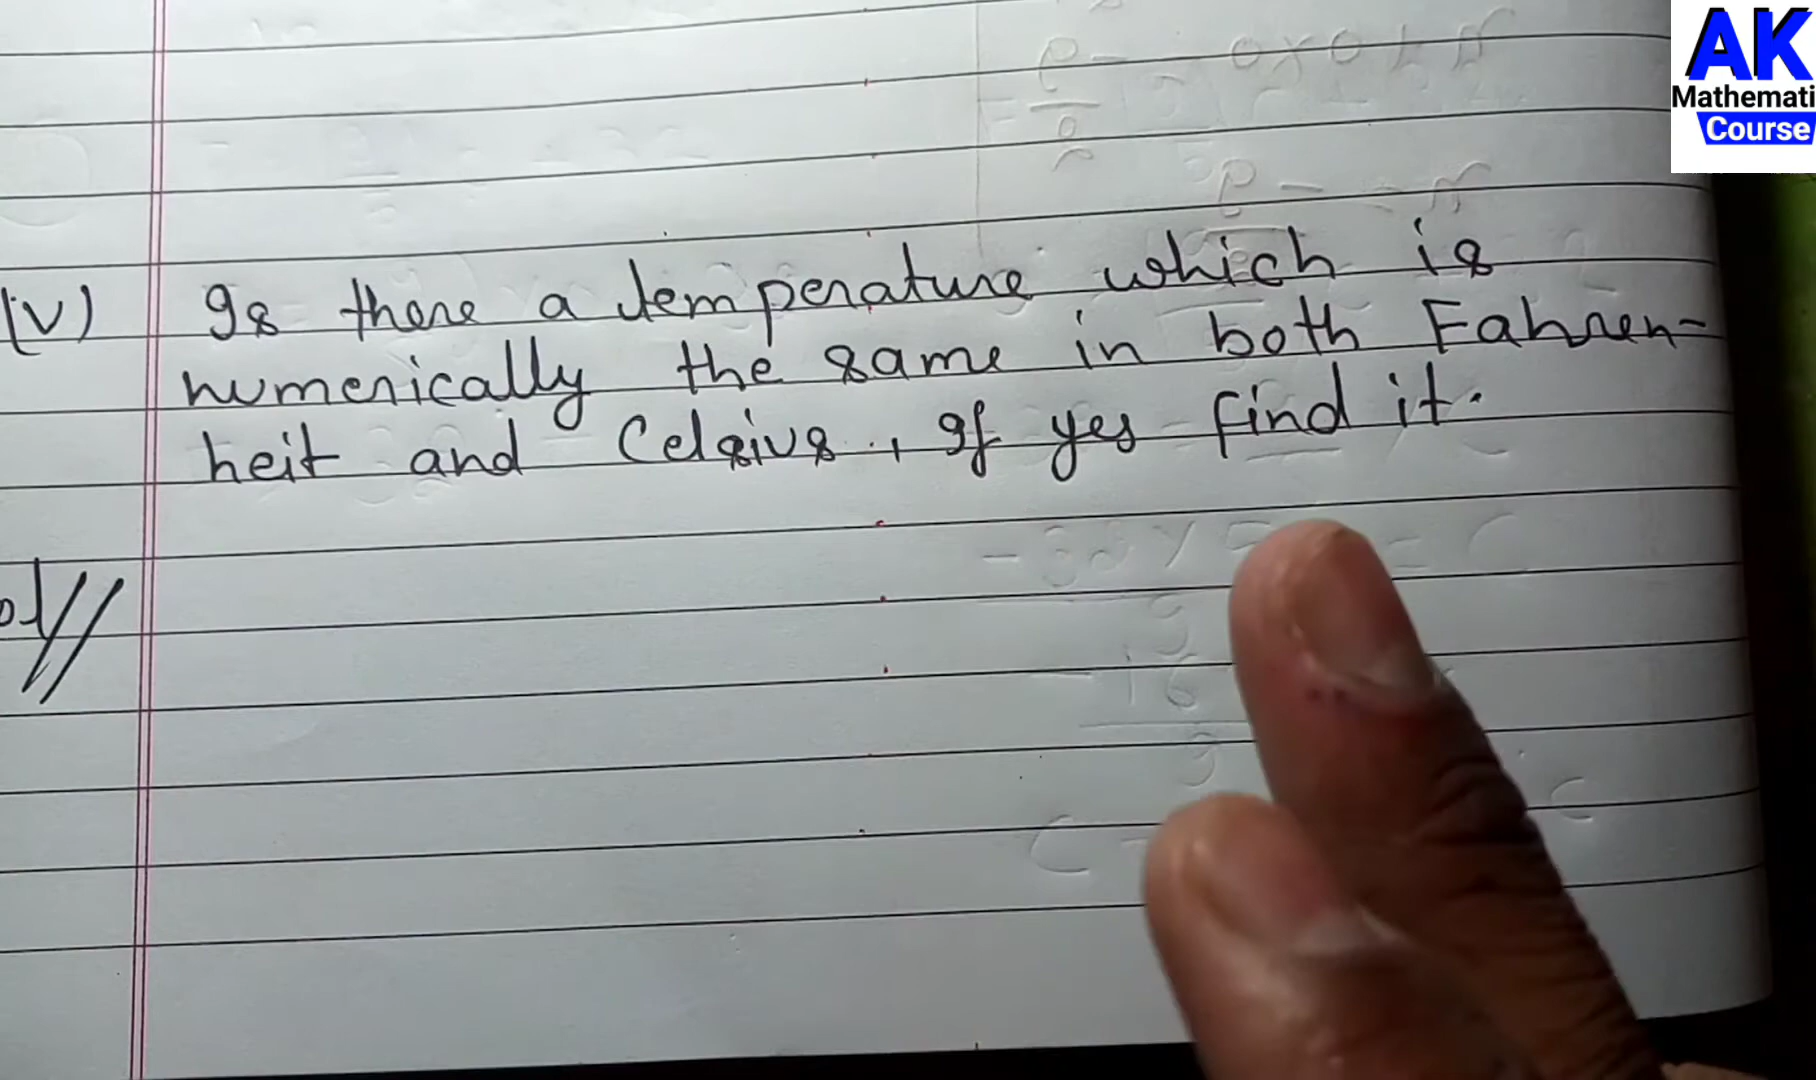 AK
Mathemati
Course
(v) Is there a temperature which is
numerically the same in both Fahren-
heit and Celsius, If yes find it.
ol//